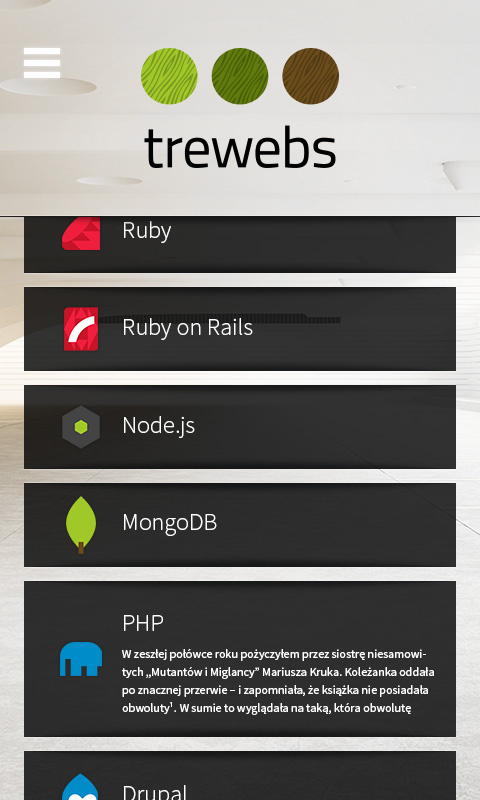 trewebs
Ruby
Ruby on Rails
Node.js
MongoDB
PHP
W zeszłej połówce roku pożyczyłem przez siostrę niesamowi-
tych „Mutantów i Miglancy” Mariusza Kruka. Koleżanka oddała
po znacznej przerwie – i zapomniała, że książka nie posiadała
obwoluty¹. W sumie to wyglądała na taką, która obwolutę
Drupal